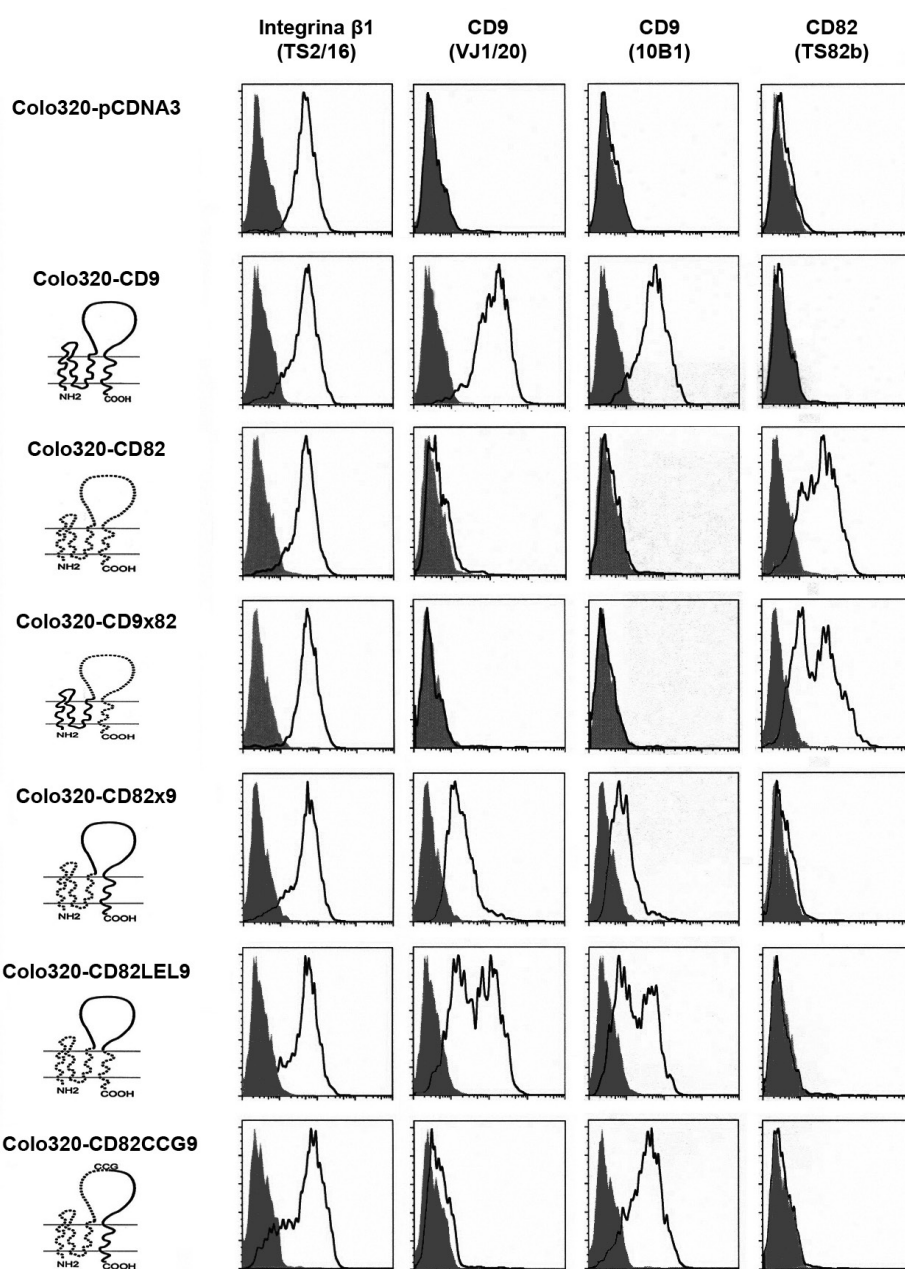 Integrina β1 CD9 CD9 CD82
(TS2/16) (VJ1/20) (10B1) (TS82b)
Colo320-pCDNA3
Colo320-CD9
NH2 COOH
Colo320-CD82
NH2 COOH
Colo320-CD9x82
NH2 COOH
Colo320-CD82x9
NH2 COOH
Colo320-CD82LEL9
NH2 COOH
Colo320-CD82CCG9
CCG
NH2 COOH